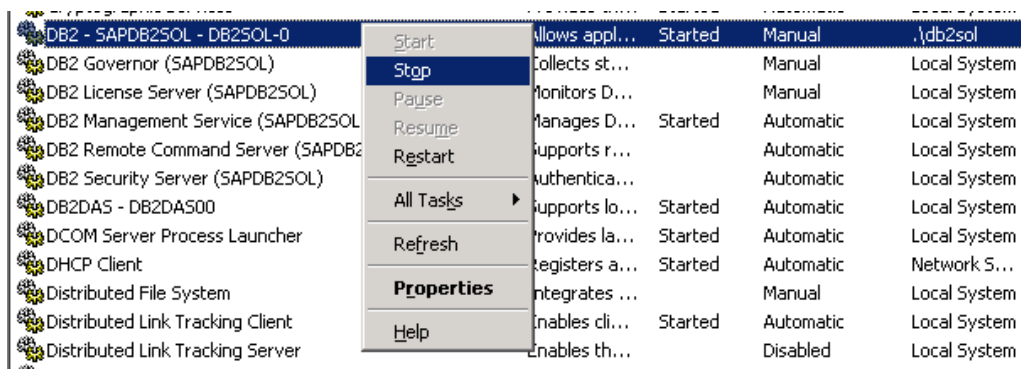 DB2 - SAPDB2SOL - DB2SOL-0 Allows appl... Started Manual .\db2sol
DB2 Governor (SAPDB2SOL) Collects st... Manual Local System
DB2 License Server (SAPDB2SOL) Monitors D... Manual Local System
DB2 Management Service (SAPDB2SOL Manages D... Started Automatic Local System
DB2 Remote Command Server (SAPDB2 Supports r... Automatic Local System
DB2 Security Server (SAPDB2SOL) Authentica... Automatic Local System
DB2DAS - DB2DAS00 Supports lo... Started Automatic Local System
DCOM Server Process Launcher Provides la... Started Automatic Local System
DHCP Client Registers a... Started Automatic Network S...
Distributed File System Integrates ... Manual Local System
Distributed Link Tracking Client Enables cli... Started Automatic Local System
Distributed Link Tracking Server Enables th... Disabled Local System
Start
Stop
Pause
Resume
Restart
All Tasks
Refresh
Properties
Help